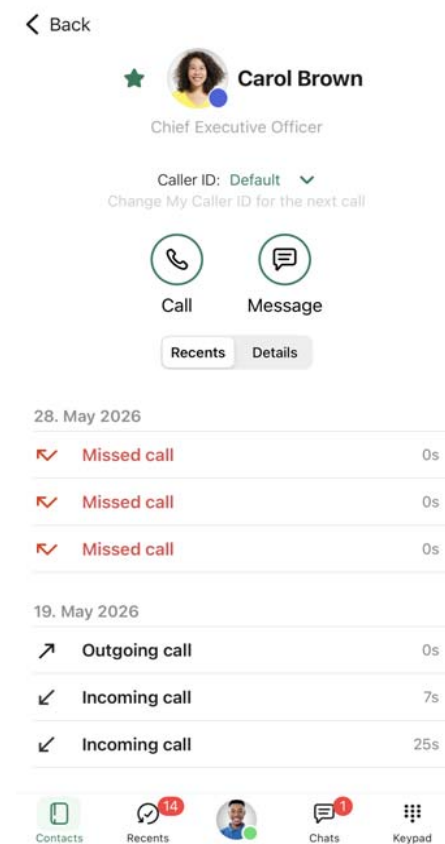 Back
Carol Brown
Chief Executive Officer
Caller ID: Default
Change My Caller ID for the next call
Call Message
Recents Details
28. May 2026
Missed call 0s
Missed call 0s
Missed call 0s
19. May 2026
Outgoing call 0s
Incoming call 7s
Incoming call 25s
14 1
Contacts Recents Chats Keypad